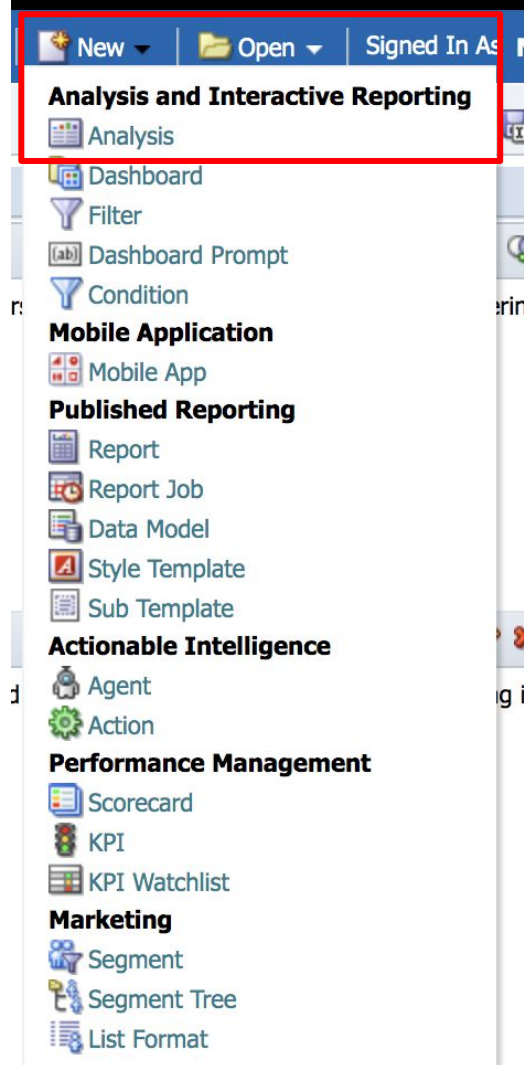 New Open Signed In As
Analysis and Interactive Reporting
Analysis
Dashboard
Filter
(ab) Dashboard Prompt
Condition
Mobile Application
Mobile App
Published Reporting
Report
Report Job
Data Model
Style Template
Sub Template
Actionable Intelligence
Agent
Action
Performance Management
Scorecard
KPI
KPI Watchlist
Marketing
Segment
Segment Tree
List Format